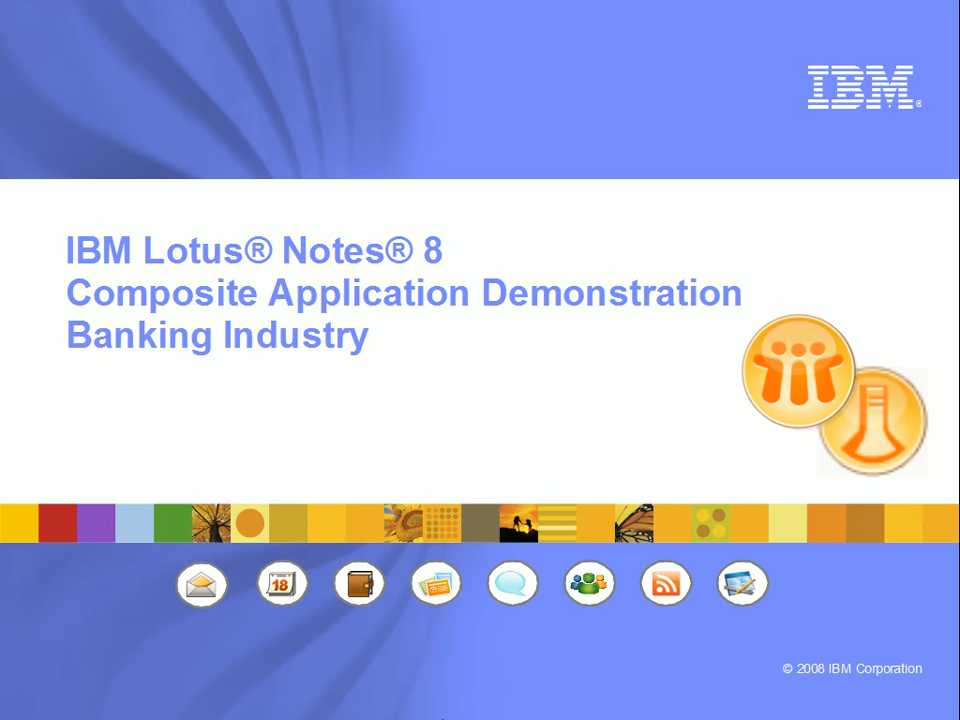 IBM®
IBM Lotus® Notes® 8
Composite Application Demonstration
Banking Industry
18
© 2008 IBM Corporation